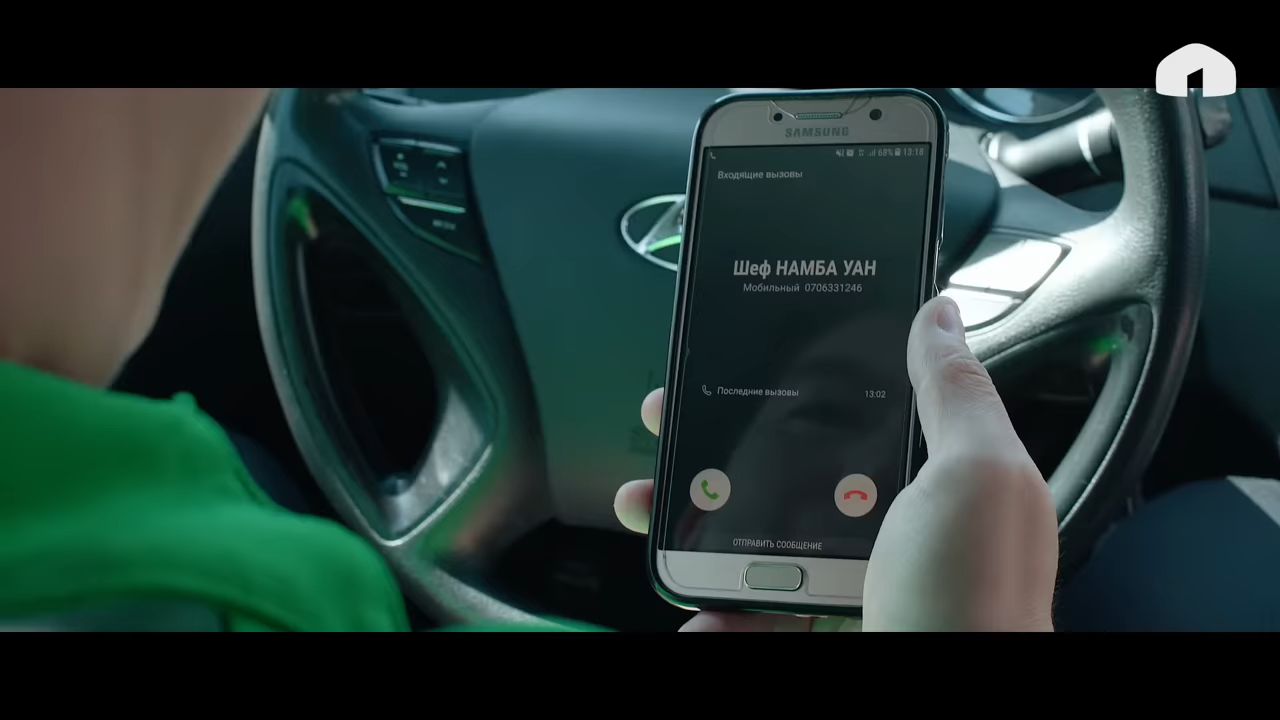 SAMSUNG
68% 13:18
Входящие вызовы
Шеф НАМБА УАН
Мобильный 0706331246
Последние вызовы 13:02
ОТПРАВИТЬ СООБЩЕНИЕ